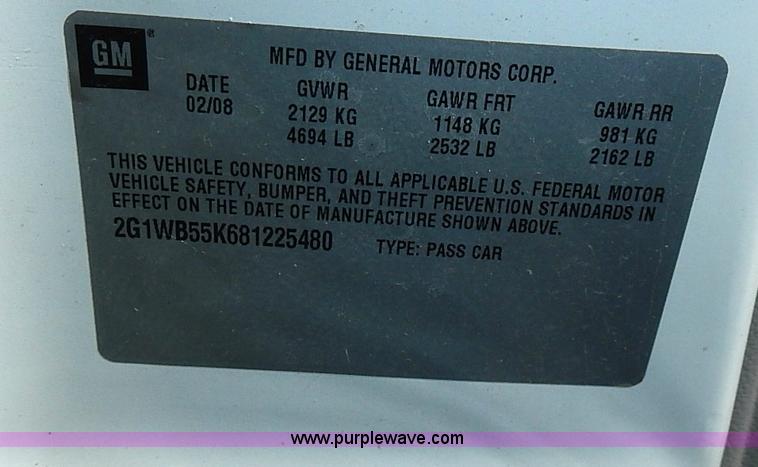 GM
MFD BY GENERAL MOTORS CORP.
DATE GVWR GAWR FRT GAWR RR
02/08 2129 KG 1148 KG 981 KG
4694 LB 2532 LB 2162 LB
THIS VEHICLE CONFORMS TO ALL APPLICABLE U.S. FEDERAL MOTOR
VEHICLE SAFETY, BUMPER, AND THEFT PREVENTION STANDARDS IN
EFFECT ON THE DATE OF MANUFACTURE SHOWN ABOVE.
2G1WB55K681225480 TYPE: PASS CAR
www.purplewave.com